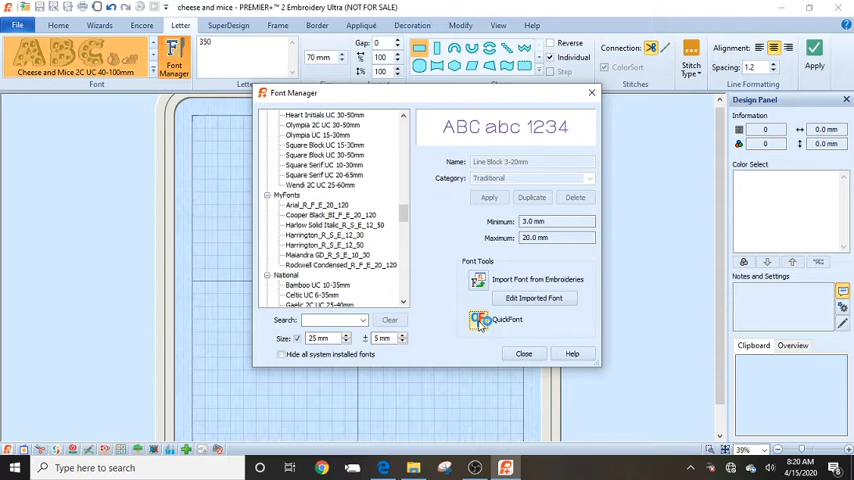 cheese and mice - PREMIER+™ 2 Embroidery Ultra (NOT FOR SALE)
File Home Wizards Encore Letter SuperDesign Frame Border Appliqué Decoration Modify View Help
Cheese and Mice 2C UC 40-100mm
Font Manager
350
70 mm
Gap: 0
100
100
Reverse
Individual
Step
Connection:
ColorSort
Stitch Type
Alignment:
Spacing: 1.2
Apply
Font
Letter
Shape
Stitches
Line Formatting
Font Manager
Heart Initials UC 30-50mm
Olympia 2C UC 30-50mm
Olympia UC 15-30mm
Square Block UC 15-30mm
Square Block UC 30-50mm
Square Serif UC 10-30mm
Square Serif UC 20-65mm
Wendi 2C UC 25-60mm
MyFonts
Arial_R_F_E_20_120
Cooper Black_BI_F_E_20_120
Harlow Solid Italic_R_S_E_12_50
Harrington_R_S_E_12_30
Harrington_R_S_E_12_50
Maiandra GD_R_S_E_10_30
Rockwell Condensed_R_F_E_20_120
National
Bamboo UC 10-35mm
Celtic UC 6-35mm
Gaelic 2C UC 20-40mm
Search:
Clear
Size: 25 mm ± 5 mm
Hide all system installed fonts
ABC abc 1234
Name: Line Block 3-20mm
Category: Traditional
Apply Duplicate Delete
Minimum: 3.0 mm
Maximum: 20.0 mm
Font Tools
Import Font from Embroideries
Edit Imported Font
QuickFont
Close Help
Design Panel
Information
0 0.0 mm
0 0.0 mm
Color Select
Notes and Settings
Clipboard Overview
39%
Type here to search
8:20 AM
4/15/2020